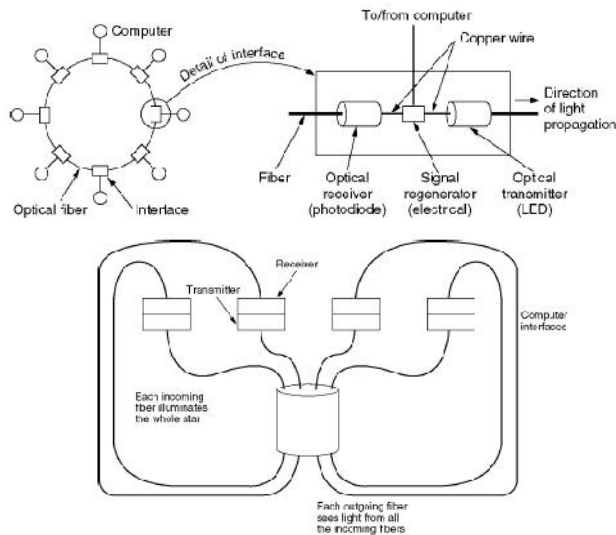 Computer
Detail of interface
To/from computer
Copper wire
Direction
of light
propagation
Fiber
Optical
receiver
(photodiode)
Signal
regenerator
(electrical)
Optical
transmitter
(LED)
Optical fiber
Interface
Receiver
Transmitter
Computer
interfaces
Each incoming
fiber illuminates
the whole star
Each outgoing fiber
sees light from all
the incoming fibers